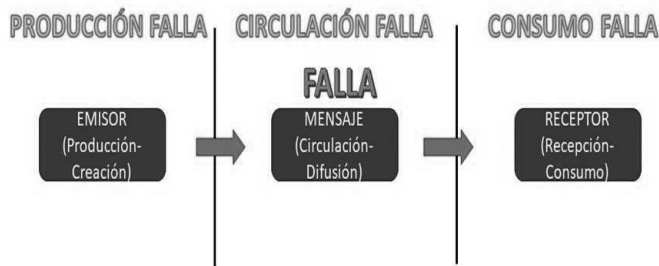 PRODUCCIÓN FALLA
CIRCULACIÓN FALLA
CONSUMO FALLA
FALLA
EMISOR
(Producción-
Creación)
MENSAJE
(Circulación-
Difusión)
RECEPTOR
(Recepción-
Consumo)